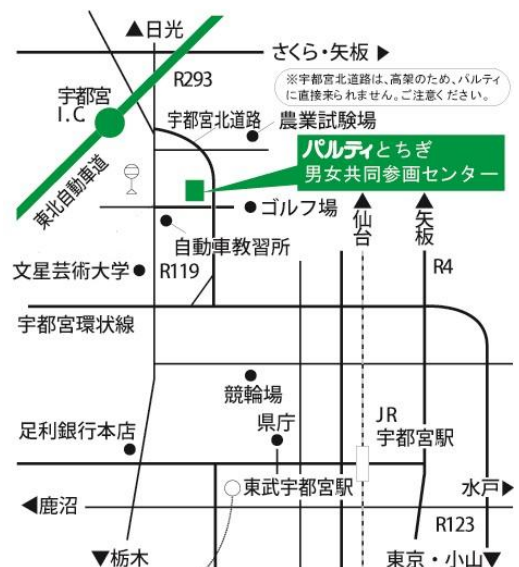 ▲日光
さくら・矢板▶
R293
※宇都宮北道路は、高架のため、パルティ
に直接来られません。ご注意ください。
宇都宮
I.C
宇都宮北道路
農業試験場
パルティとちぎ
男女共同参画センター
東北自動車道
ゴルフ場
▲仙台
▲矢板
自動車教習所
文星芸術大学
R119
R4
宇都宮環状線
競輪場
県庁
JR
宇都宮駅
足利銀行本店
東武宇都宮駅
水戸▶
◀鹿沼
R123
▼栃木
東京・小山▼